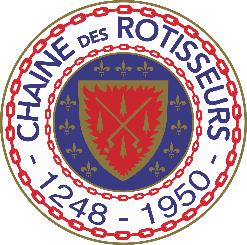 CHAINE DES ROTISSEURS
- 1248 - 1950 -